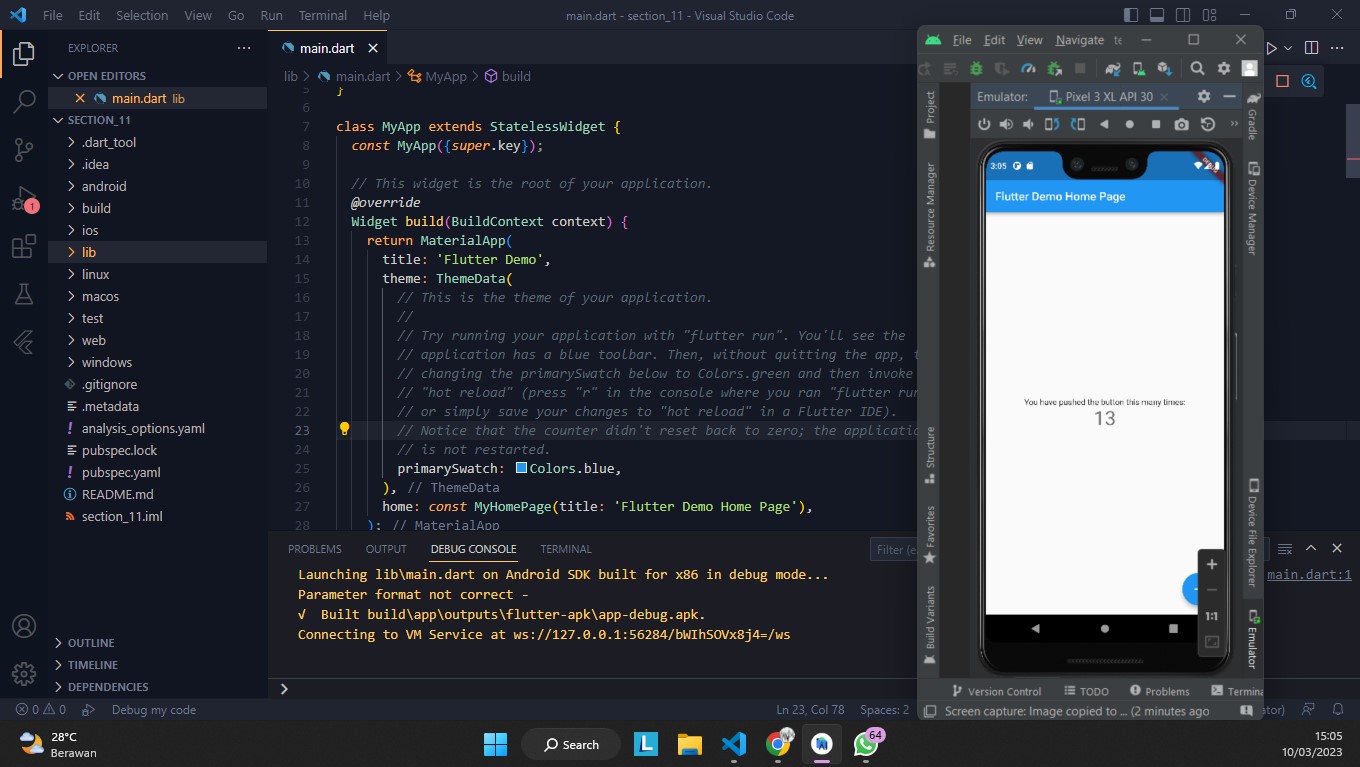 File Edit Selection View Go Run Terminal Help
main.dart - section_11 - Visual Studio Code
EXPLORER
OPEN EDITORS
main.dart lib
SECTION_11
.dart_tool
.idea
android
build
ios
lib
linux
macos
test
web
windows
.gitignore
.metadata
analysis_options.yaml
pubspec.lock
pubspec.yaml
README.md
section_11.iml
OUTLINE
TIMELINE
DEPENDENCIES
1
main.dart
lib > main.dart > MyApp > build
5 }
6
7 class MyApp extends StatelessWidget {
8 const MyApp({super.key});
9
10 // This widget is the root of your application.
11 @override
12 Widget build(BuildContext context) {
13 return MaterialApp(
14 title: 'Flutter Demo',
15 theme: ThemeData(
16 // This is the theme of your application.
17 //
18 // Try running your application with "flutter run". You'll see the
19 // application has a blue toolbar. Then, without quitting the app,
20 // changing the primarySwatch below to Colors.green and then invoke
21 // "hot reload" (press "r" in the console where you ran "flutter run
22 // or simply save your changes to "hot reload" in a Flutter IDE).
23 // Notice that the counter didn't reset back to zero; the applicatio
24 // is not restarted.
25 primarySwatch: Colors.blue,
26 ), // ThemeData
27 home: const MyHomePage(title: 'Flutter Demo Home Page'),
28 ); // MaterialApp
PROBLEMS OUTPUT DEBUG CONSOLE TERMINAL
Filter (e
Launching lib\main.dart on Android SDK built for x86 in debug mode...
Parameter format not correct -
√ Built build\app\outputs\flutter-apk\app-debug.apk.
Connecting to VM Service at ws://127.0.0.1:56284/bWIhSOVx8j4=/ws
main.dart:1
File Edit View Navigate te
Emulator: Pixel 3 XL API 30
Project
Resource Manager
Structure
Favorites
Build Variants
Gradle
Device Manager
Device File Explorer
Emulator
3:05
Flutter Demo Home Page
You have pushed the button this many times:
13
1:1
Version Control TODO Problems Termina
Screen capture: Image copied to ... (2 minutes ago
0 0 Debug my code
Ln 23, Col 78 Spaces: 2
ator)
28°C
Berawan
Search
64
15:05
10/03/2023